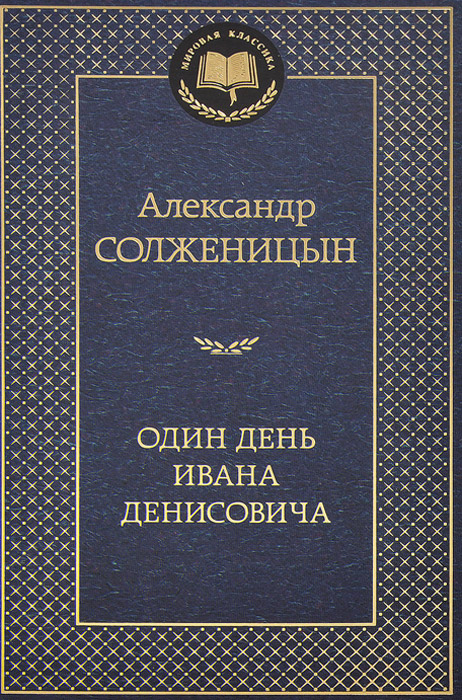 МИРОВАЯ КЛАССИКА
Александр
СОЛЖЕНИЦЫН
ОДИН ДЕНЬ
ИВАНА
ДЕНИСОВИЧА